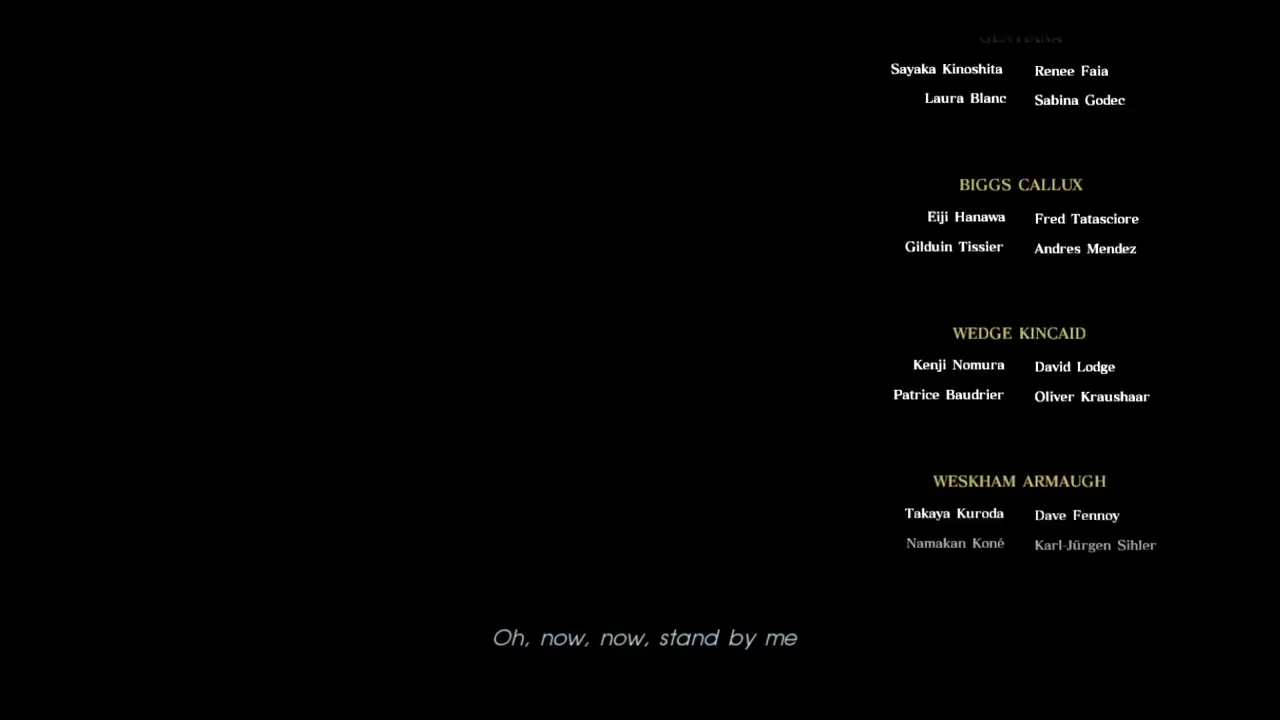 GENTIANA
Sayaka Kinoshita Renee Faia
Laura Blanc Sabina Godec
BIGGS CALLUX
Eiji Hanawa Fred Tatasciore
Gilduin Tissier Andres Mendez
WEDGE KINCAID
Kenji Nomura David Lodge
Patrice Baudrier Oliver Kraushaar
WESKHAM ARMAUGH
Takaya Kuroda Dave Fennoy
Namakan Koné Karl-Jürgen Sihler
Oh, now, now, stand by me